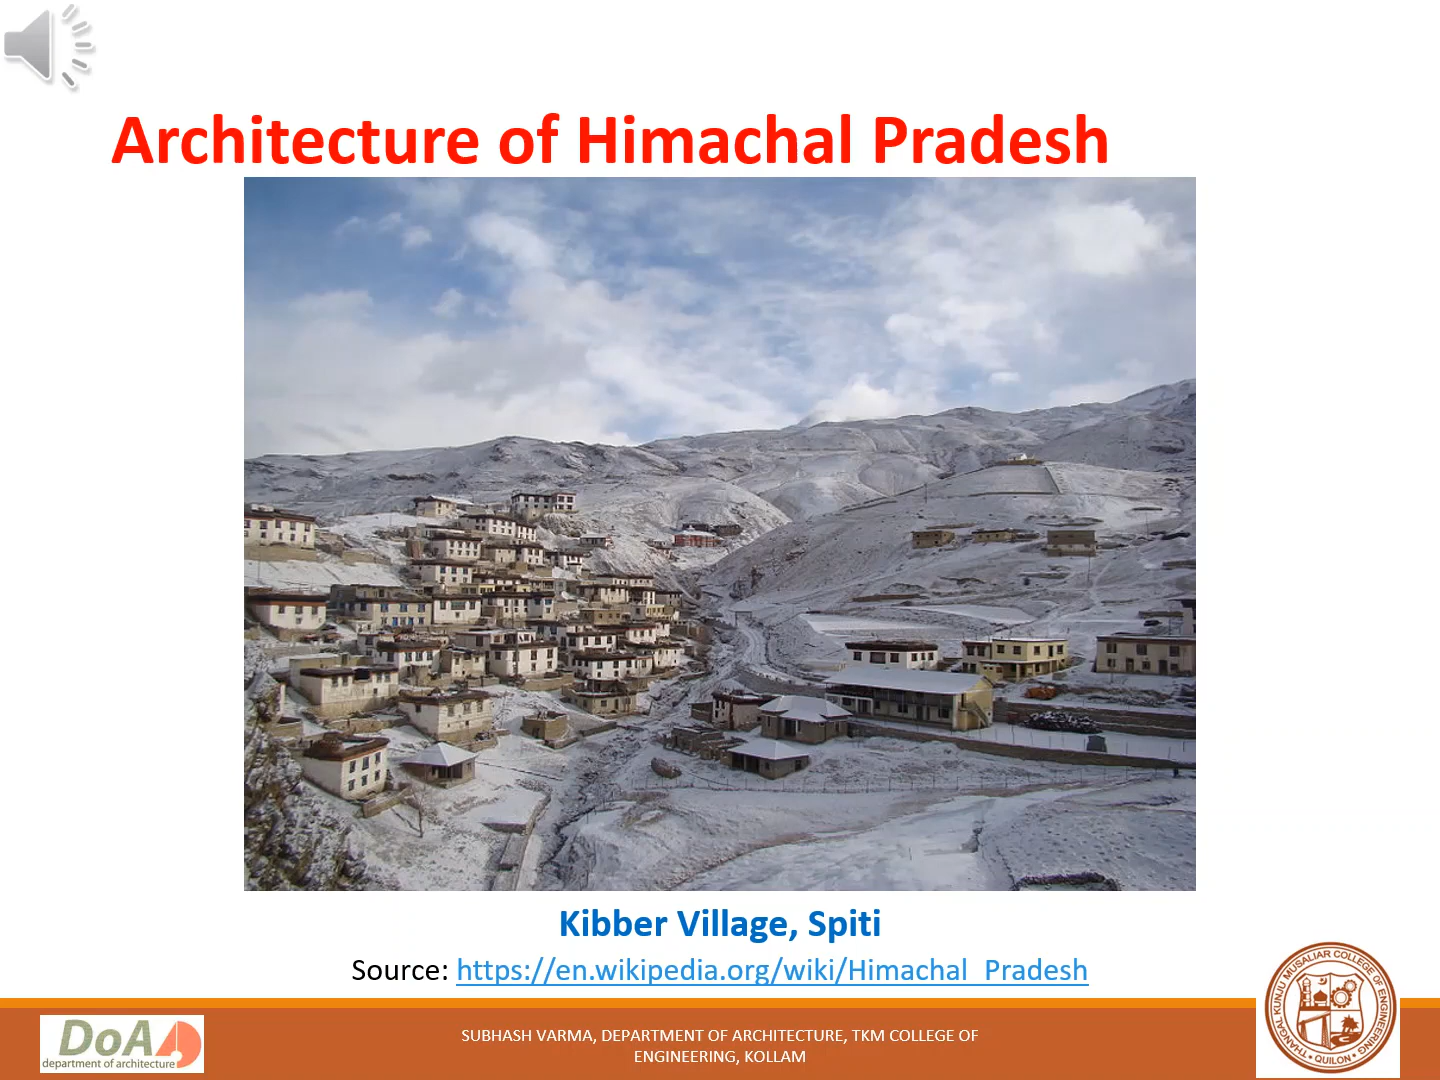 Architecture of Himachal Pradesh
Kibber Village, Spiti
Source: https://en.wikipedia.org/wiki/Himachal_Pradesh
DoA
department of architecture
SUBHASH VARMA, DEPARTMENT OF ARCHITECTURE, TKM COLLEGE OF
ENGINEERING, KOLLAM
THANGAL KUNJU MUSALIAR COLLEGE OF ENGINEERING
• QUILON •